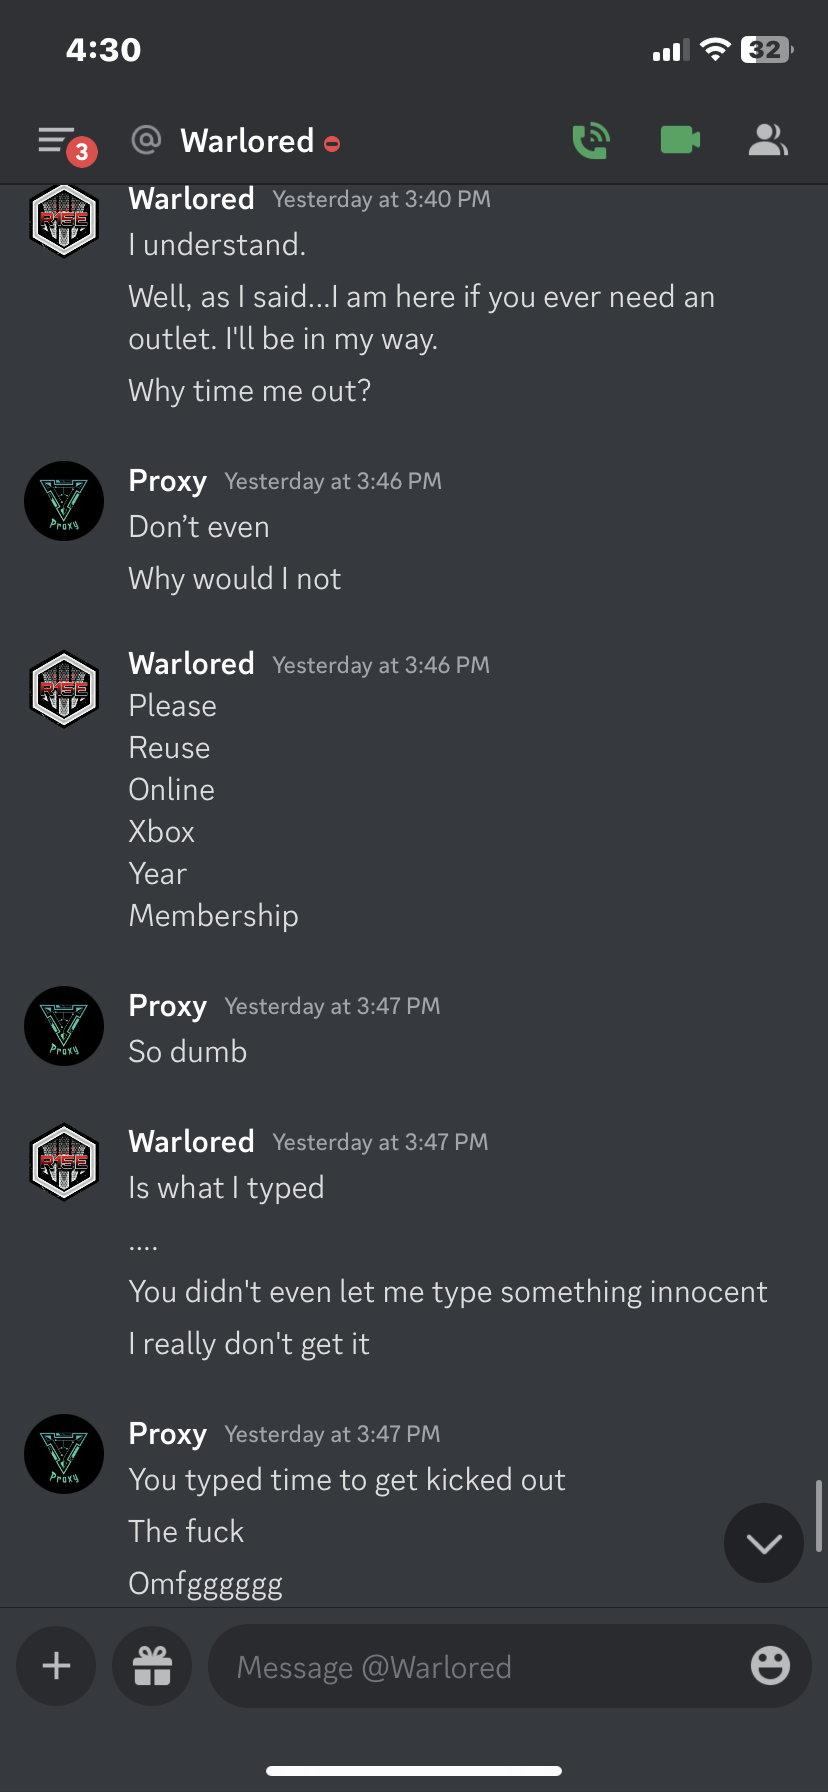 4:30
32
3
@ Warlored
R1SE
Warlored Yesterday at 3:40 PM
I understand.
Well, as I said...I am here if you ever need an
outlet. I'll be in my way.
Why time me out?
Proxy
Proxy Yesterday at 3:46 PM
Don’t even
Why would I not
R1SE
Warlored Yesterday at 3:46 PM
Please
Reuse
Online
Xbox
Year
Membership
Proxy
Proxy Yesterday at 3:47 PM
So dumb
R1SE
Warlored Yesterday at 3:47 PM
Is what I typed
....
You didn't even let me type something innocent
I really don't get it
Proxy
Proxy Yesterday at 3:47 PM
You typed time to get kicked out
The fuck
Omfgggggg
Message @Warlored